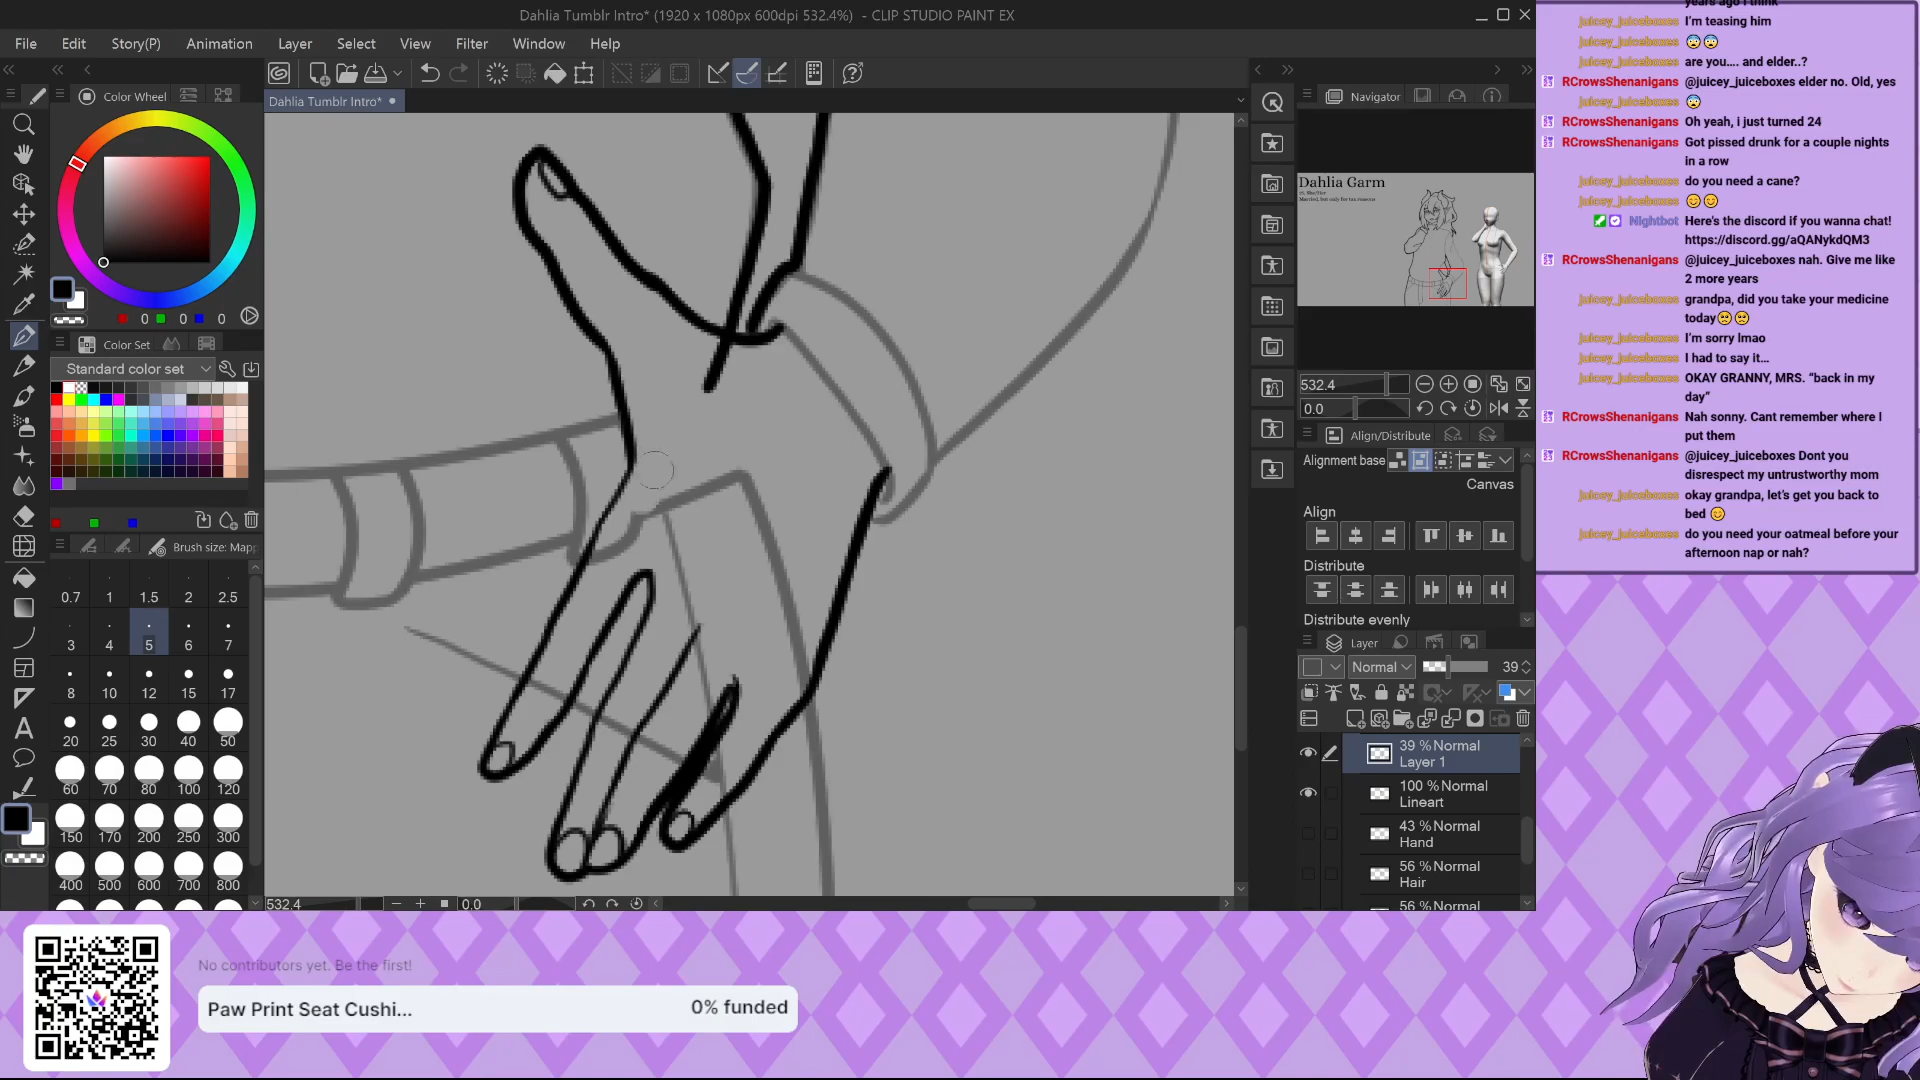 Dahlia Tumblr Intro* (1920 x 1080px 600dpi 532.4%) - CLIP STUDIO PAINT EX
File Edit Story(P) Animation Layer Select View Filter Window Help
Dahlia Tumblr Intro*
Color Wheel
0 0 0
Color Set
Standard color set
Brush size: Mapp
0.7 1 1.5 2 2.5
3 4 5 6 7
8 10 12 15 17
20 25 30 40 50
60 70 80 100 120
150 170 200 250 300
400 500 600 700 800
532.4 0.0
Navigator
Dahlia Garm
532.4
0.0
Align/Distribute
Alignment base
Canvas
Align
Distribute
Distribute evenly
Layer
Normal 39
39 % Normal
Layer 1
100 % Normal
Lineart
43 % Normal
Hand
56 % Normal
Hair
56 % Normal
years ago I think
juicey_juiceboxes I'm teasing him
juicey_juiceboxes 😨😨
juicey_juiceboxes are you.... and elder..?
RCrowsShenanigans @juicey_juiceboxes elder no. Old, yes
juicey_juiceboxes 😨
RCrowsShenanigans Oh yeah, i just turned 24
RCrowsShenanigans Got pissed drunk for a couple nights
in a row
juicey_juiceboxes do you need a cane?
juicey_juiceboxes 😊😊
Nightbot Here's the discord if you wanna chat!
https://discord.gg/aQANykdQM3
RCrowsShenanigans @juicey_juiceboxes nah. Give me like
2 more years
juicey_juiceboxes grandpa, did you take your medicine
today🥺🥺
juicey_juiceboxes I'm sorry lmao
juicey_juiceboxes I had to say it...
juicey_juiceboxes OKAY GRANNY, MRS. “back in my
day”
RCrowsShenanigans Nah sonny. Cant remember where I
put them
RCrowsShenanigans @juicey_juiceboxes Dont you
disrespect my untrustworthy mom
juicey_juiceboxes okay grandpa, let's get you back to
bed 😊
juicey_juiceboxes do you need your oatmeal before your
afternoon nap or nah?
No contributors yet. Be the first!
Paw Print Seat Cushi... 0% funded